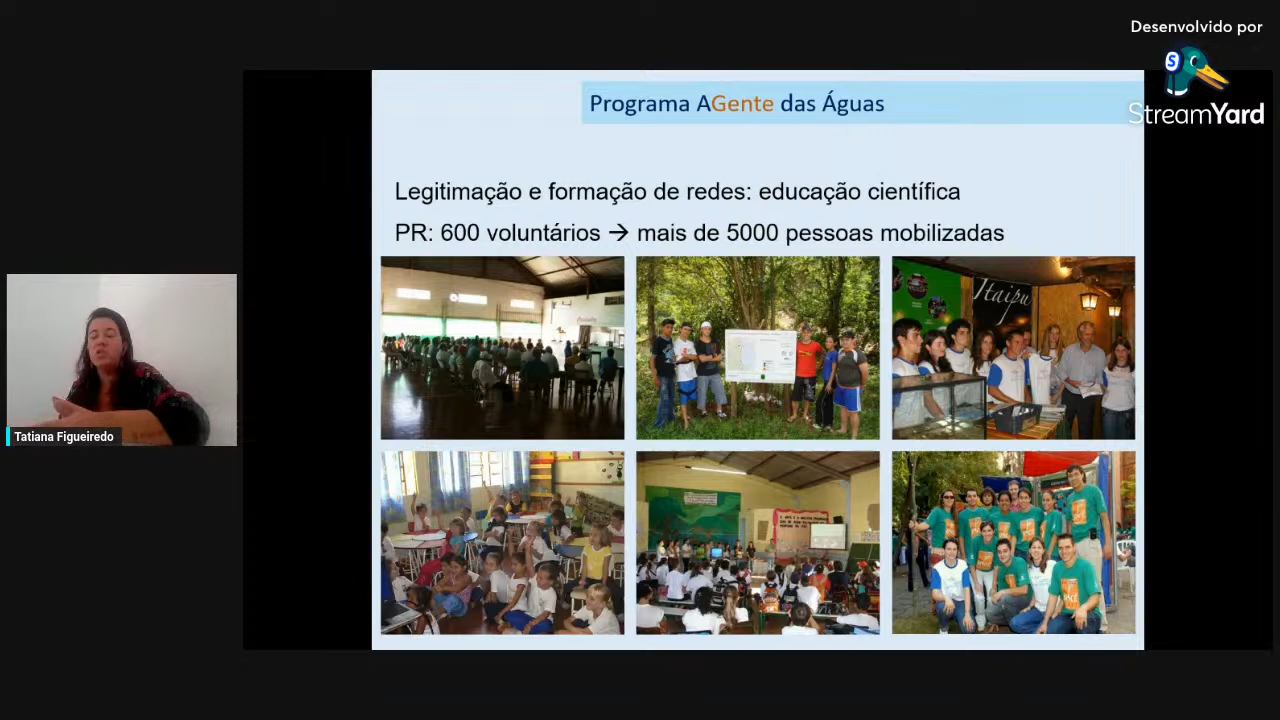 Desenvolvido por
StreamYard
Programa AGente das Águas
Legitimação e formação de redes: educação científica
PR: 600 voluntários → mais de 5000 pessoas mobilizadas
Itaipu
Tatiana Figueiredo